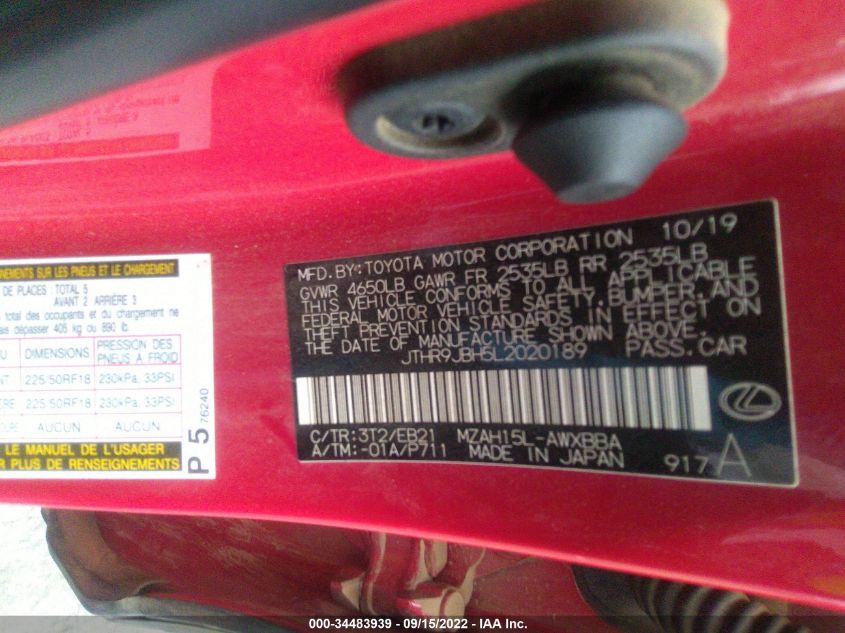 NEMENTS SUR LES PNEUS ET LE CHARGEMENT
DE PLACES: TOTAL 5
AVANT 2 ARRIÈRE 3
total des occupants et du chargement ne
mais dépasser 405 kg ou 890 lb.
DIMENSIONS PRESSION DES PNEUS A FROID
225/50RF18 230kPa, 33PSI
225/50RF18 230kPa, 33PSI
AUCUN AUCUN
LE MANUEL DE L'USAGER
R PLUS DE RENSEIGNEMENTS
P 5 76240
MFD. BY: TOYOTA MOTOR CORPORATION 10/19
GVWR 4650LB GAWR FR 2535LB RR 2535LB
THIS VEHICLE CONFORMS TO ALL APPLICABLE
FEDERAL MOTOR VEHICLE SAFETY, BUMPER, AND
THEFT PREVENTION STANDARDS IN EFFECT ON
THE DATE OF MANUFACTURE SHOWN ABOVE.
JTHR9JBH5L2020189 PASS. CAR
C/TR: 3T2/EB21 MZAH15L-AWXBBA
A/TM: -01A/P711 MADE IN JAPAN 917 A
000-34483939 - 09/15/2022 - IAA Inc.